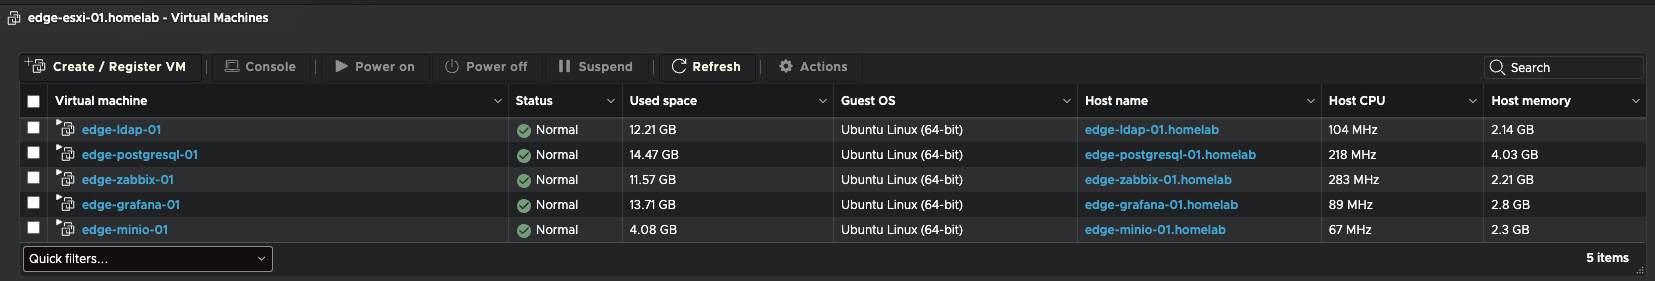 edge-esxi-01.homelab - Virtual Machines
Create / Register VM | Console | Power on Power off Suspend | Refresh | Actions Search
Virtual machine Status Used space Guest OS Host name Host CPU Host memory
edge-ldap-01 Normal 12.21 GB Ubuntu Linux (64-bit) edge-ldap-01.homelab 104 MHz 2.14 GB
edge-postgresql-01 Normal 14.47 GB Ubuntu Linux (64-bit) edge-postgresql-01.homelab 218 MHz 4.03 GB
edge-zabbix-01 Normal 11.57 GB Ubuntu Linux (64-bit) edge-zabbix-01.homelab 283 MHz 2.21 GB
edge-grafana-01 Normal 13.71 GB Ubuntu Linux (64-bit) edge-grafana-01.homelab 89 MHz 2.8 GB
edge-minio-01 Normal 4.08 GB Ubuntu Linux (64-bit) edge-minio-01.homelab 67 MHz 2.3 GB
Quick filters... 5 items